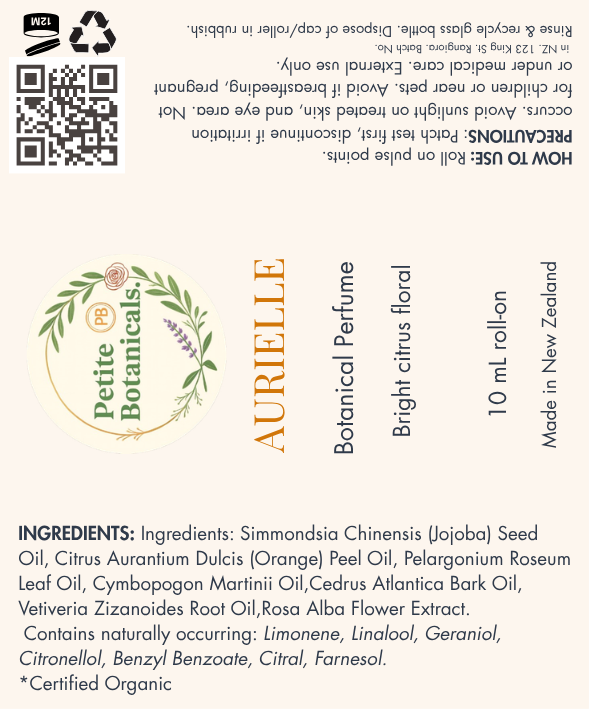 HOW TO USE: Roll on pulse points.
PRECAUTIONS: Patch test first, discontinue if irritation
occurs. Avoid sunlight on treated skin, and eye area. Not
for children or near pets. Avoid if breastfeeding, pregnant
or under medical care. External use only.
in NZ. 123 King St. Rangiora. Batch No.
Rinse & recycle glass bottle. Dispose of cap/roller in rubbish.
12M
PB
Petite
Botanicals.
AURIELLE
Botanical Perfume
Bright citrus floral
10 mL roll-on
Made in New Zealand
INGREDIENTS: Ingredients: Simmondsia Chinensis (Jojoba) Seed
Oil, Citrus Aurantium Dulcis (Orange) Peel Oil, Pelargonium Roseum
Leaf Oil, Cymbopogon Martinii Oil,Cedrus Atlantica Bark Oil,
Vetiveria Zizanoides Root Oil,Rosa Alba Flower Extract.
Contains naturally occurring: Limonene, Linalool, Geraniol,
Citronellol, Benzyl Benzoate, Citral, Farnesol.
*Certified Organic